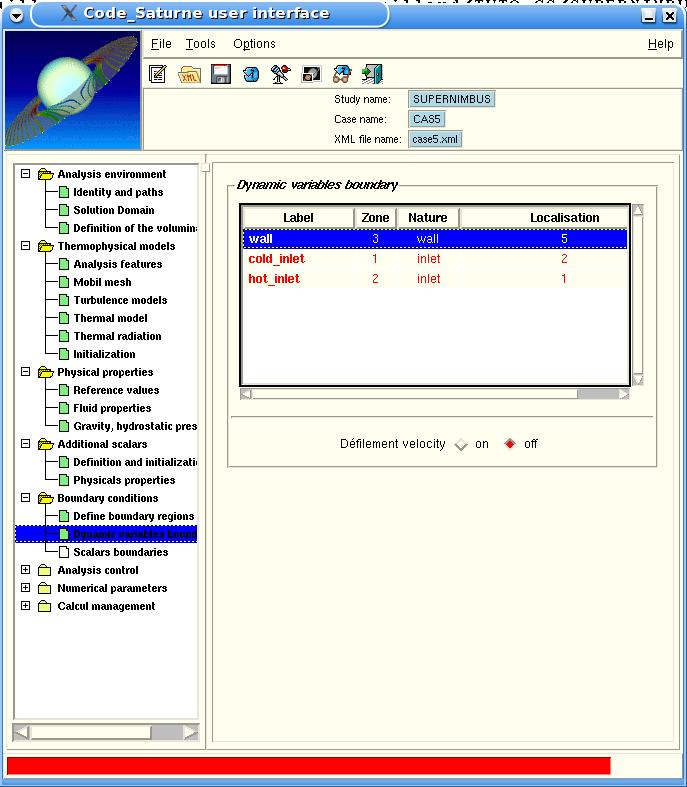 Code_Saturne user interface
File Tools Options Help
XML
Study name: SUPERNIMBUS
Case name: CAS5
XML file name: case5.xml
Analysis environment
Identity and paths
Solution Domain
Definition of the volumin
Thermophysical models
Analysis features
Mobil mesh
Turbulence models
Thermal model
Thermal radiation
Initialization
Physical properties
Reference values
Fluid properties
Gravity, hydrostatic pres
Additional scalars
Definition and initializati
Physicals properties
Boundary conditions
Define boundary regions
Dynamic variables bound
Scalars boundaries
Analysis control
Numerical parameters
Calcul management
Dynamic variables boundary
Label Zone Nature Localisation
wall 3 wall 5
cold_inlet 1 inlet 2
hot_inlet 2 inlet 1
Défilement velocity on off